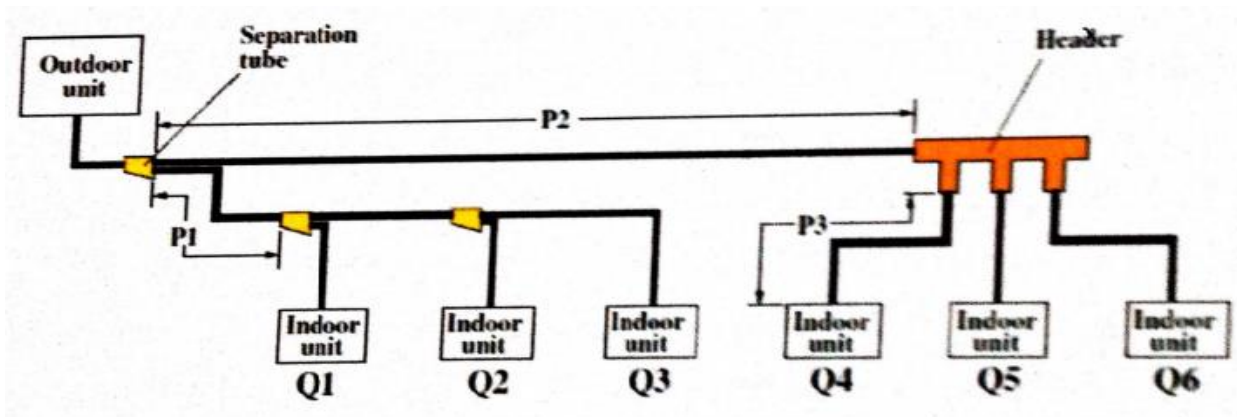 Separation
tube
Header
Outdoor
unit
P2
P1
P3
Indoor
unit
Indoor
unit
Indoor
unit
Indoor
unit
Indoor
unit
Indoor
unit
Q1
Q2
Q3
Q4
Q5
Q6